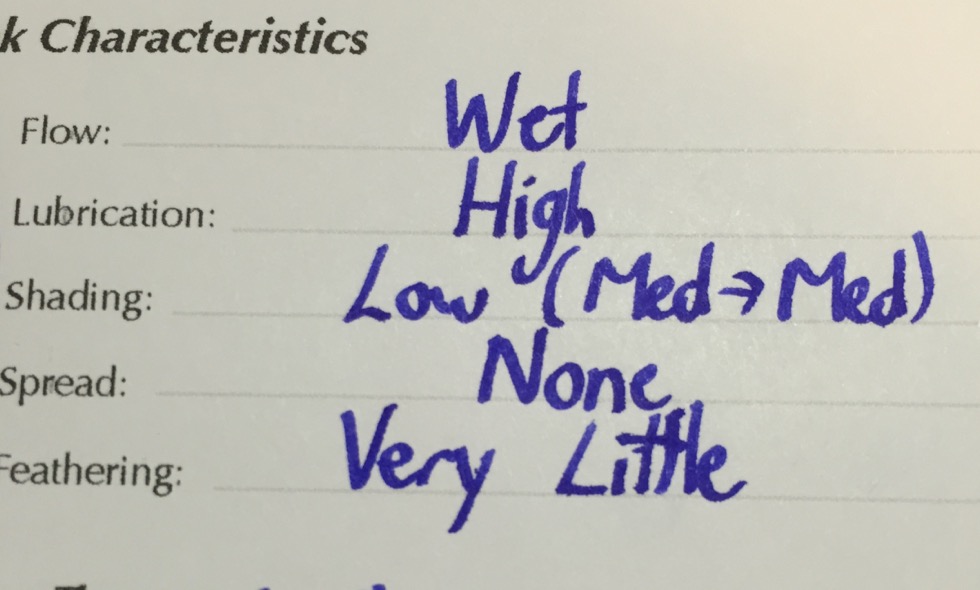 k Characteristics
Flow: Wet
Lubrication: High
Shading: Low (Med→Med)
Spread: None
Feathering: Very Little